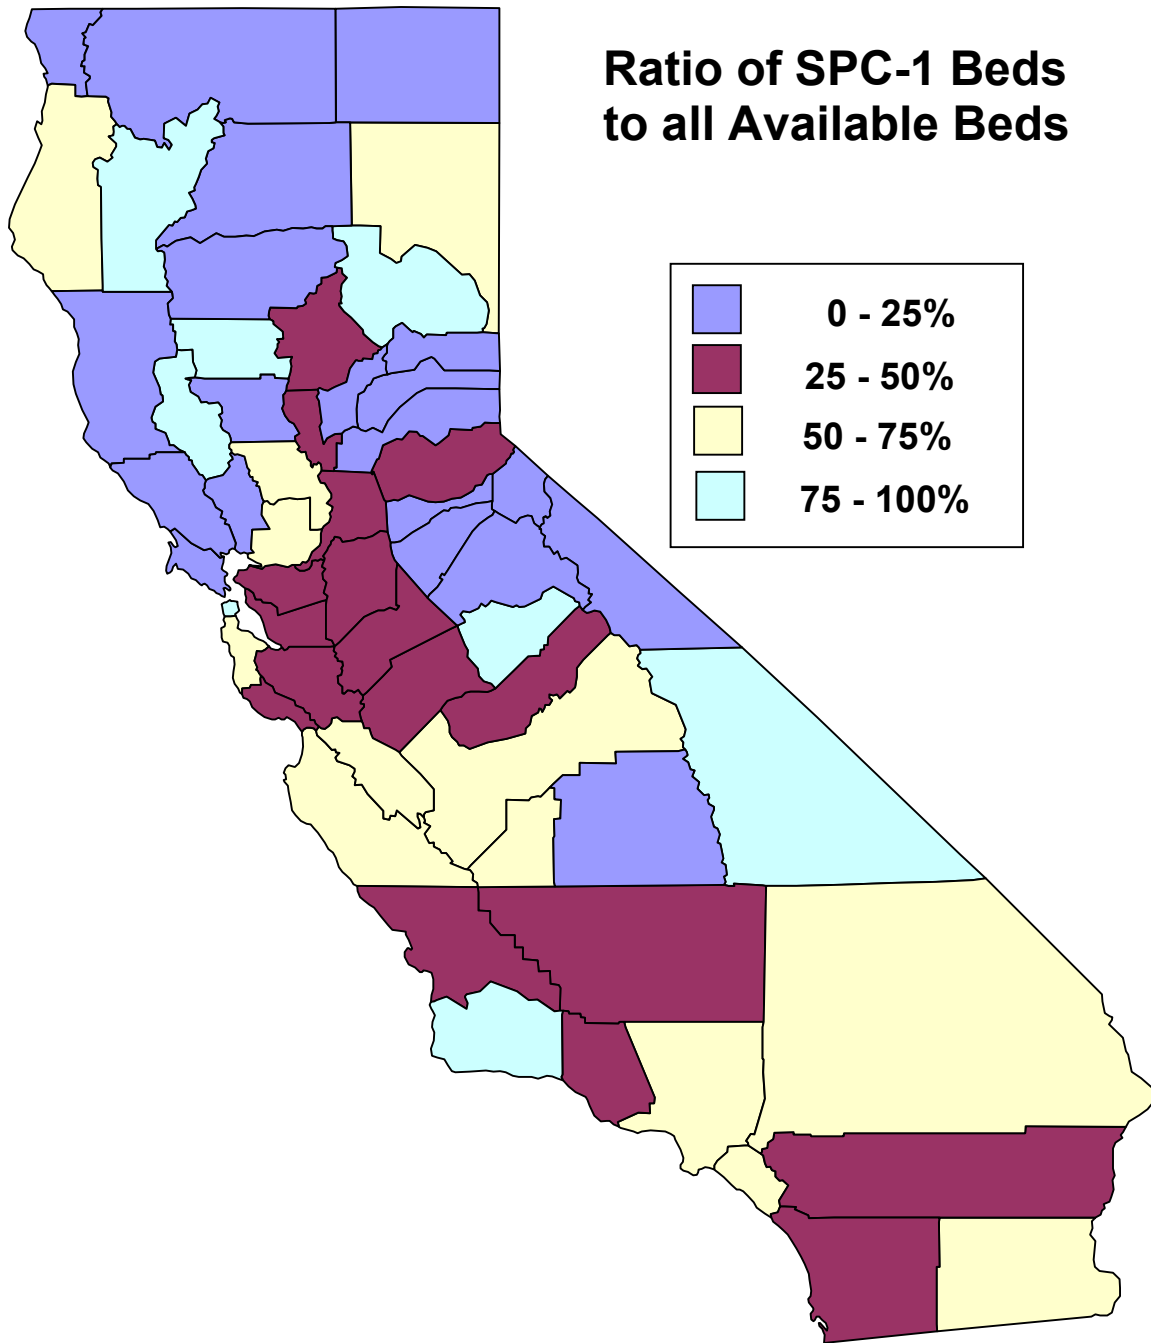 Ratio of SPC-1 Beds
to all Available Beds
0 - 25%
25 - 50%
50 - 75%
75 - 100%